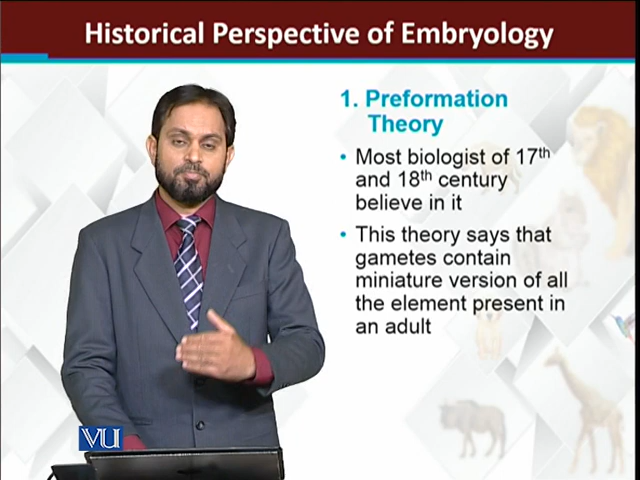 Historical Perspective of Embryology
1. Preformation
Theory
• Most biologist of 17th
and 18th century
believe in it
• This theory says that
gametes contain
miniature version of all
the element present in
an adult
VU